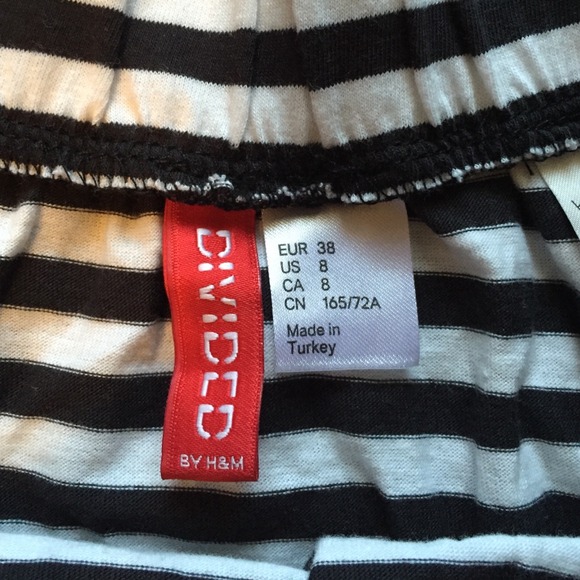 DIVIDED
BY H&M
EUR 38
US 8
CA 8
CN 165/72A
Made in
Turkey